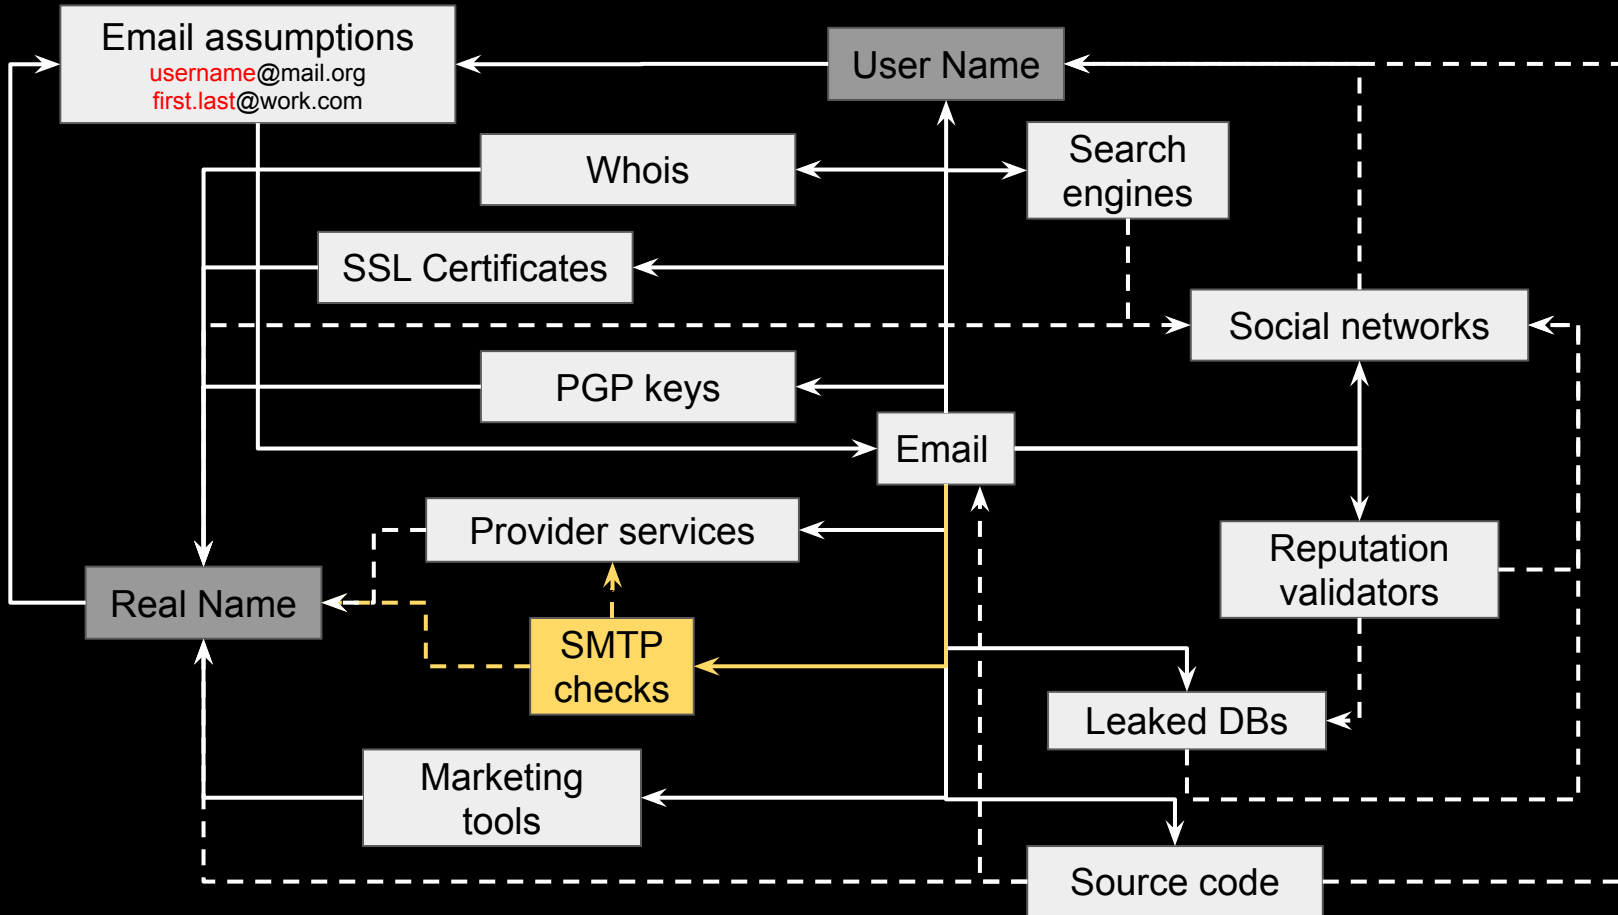 Email assumptions
username@mail.org
first.last@work.com
User Name
Whois
Search
engines
SSL Certificates
Social networks
PGP keys
Email
Provider services
Reputation
validators
Real Name
SMTP
checks
Leaked DBs
Marketing
tools
Source code